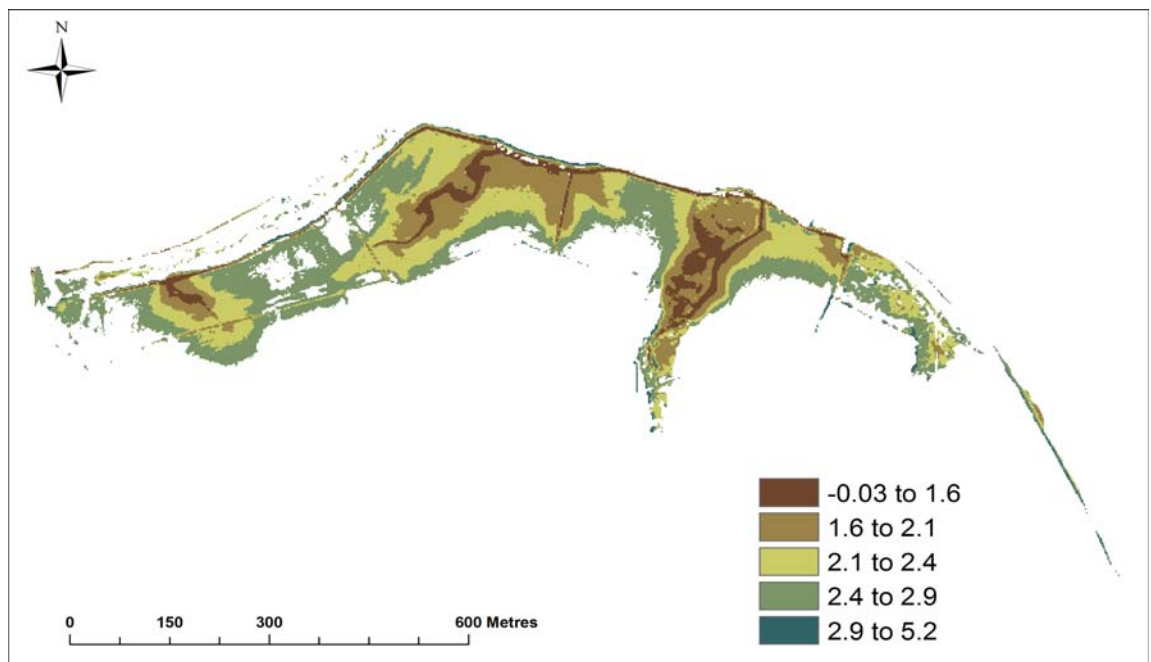 N
-0.03 to 1.6
1.6 to 2.1
2.1 to 2.4
2.4 to 2.9
2.9 to 5.2
0 150 300 600 Metres